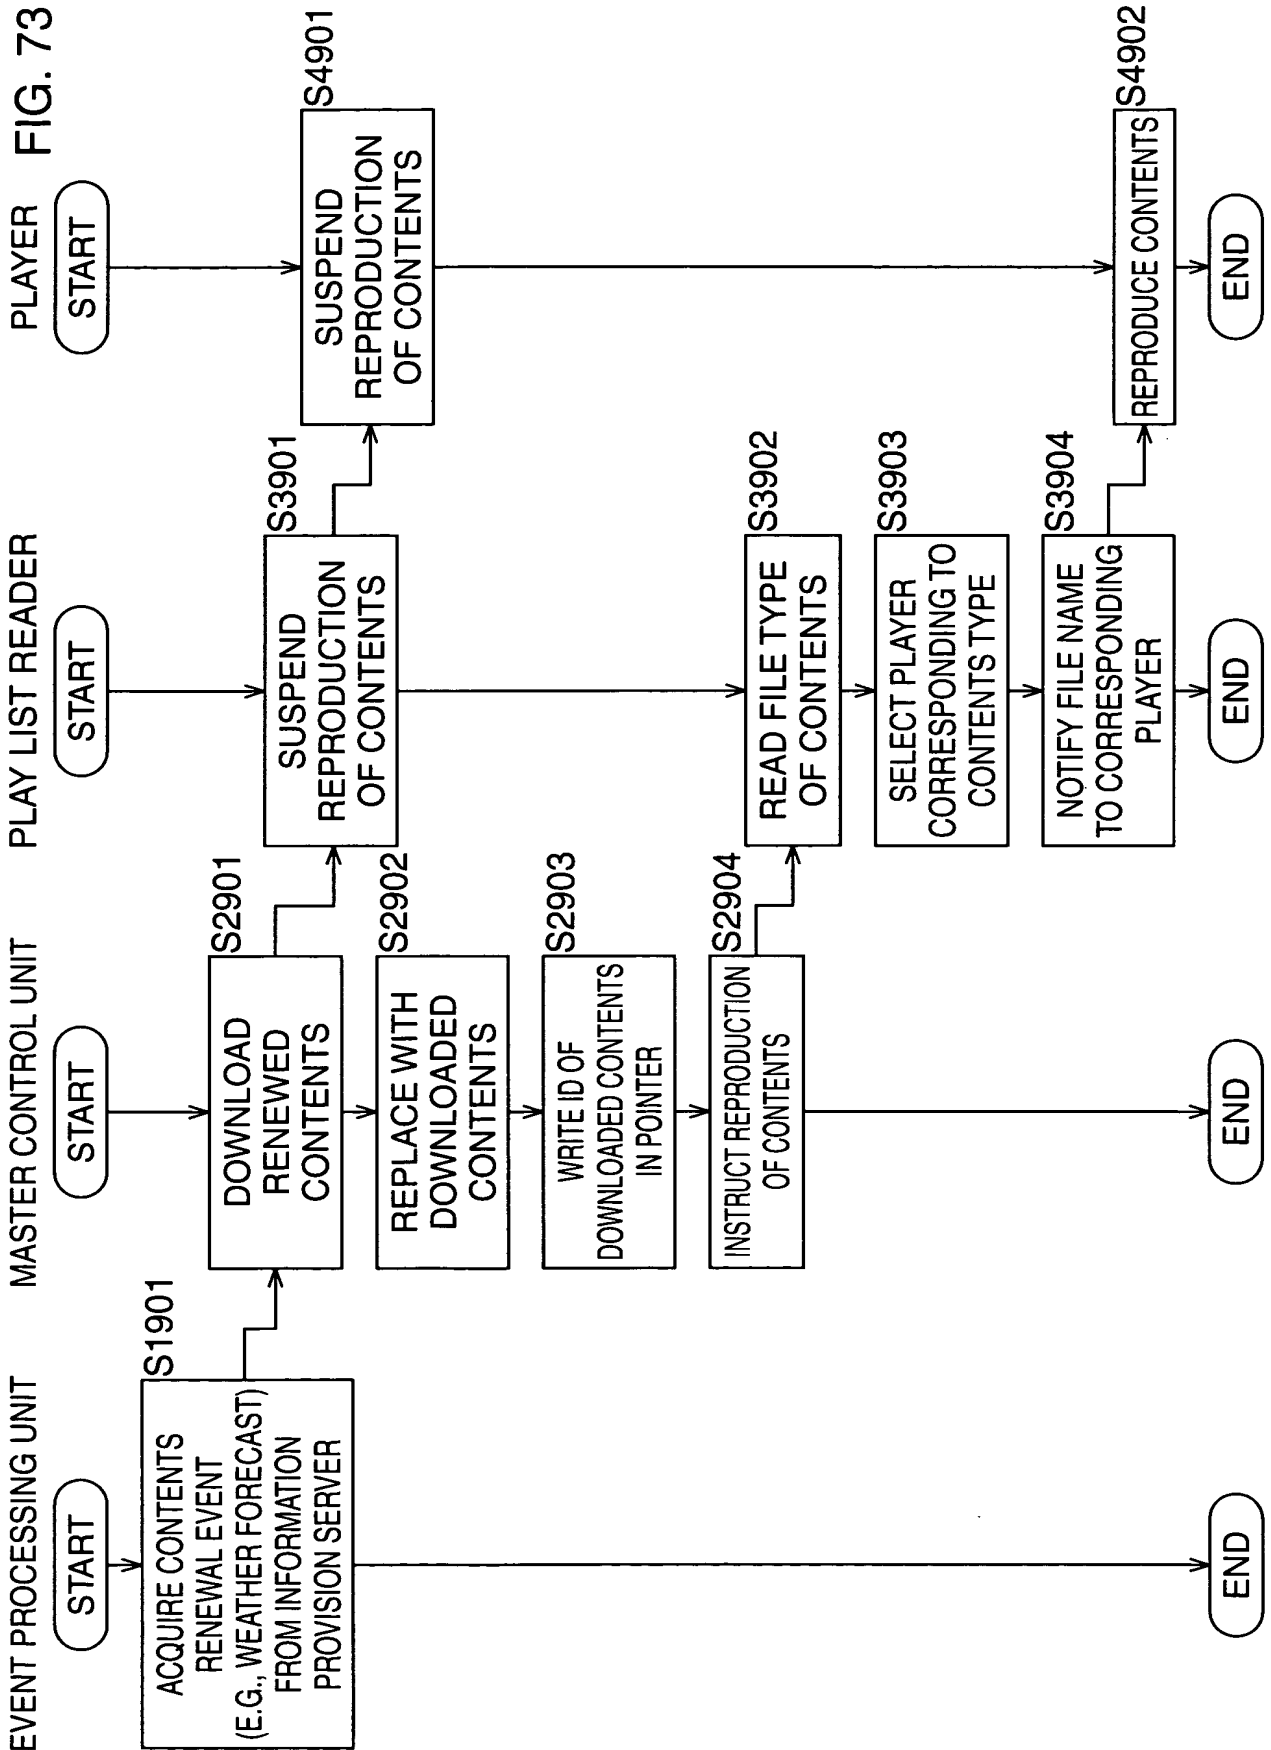 FIG. 73
EVENT PROCESSING UNIT
START
S1901
ACQUIRE CONTENTS
RENEWAL EVENT
(E.G., WEATHER FORECAST)
FROM INFORMATION
PROVISION SERVER
END
MASTER CONTROL UNIT
START
S2901
DOWNLOAD
RENEWED
CONTENTS
S2902
REPLACE WITH
DOWNLOADED
CONTENTS
S2903
WRITE ID OF
DOWNLOADED CONTENTS
IN POINTER
S2904
INSTRUCT REPRODUCTION
OF CONTENTS
END
PLAY LIST READER
START
S3901
SUSPEND
REPRODUCTION
OF CONTENTS
S3902
READ FILE TYPE
OF CONTENTS
S3903
SELECT PLAYER
CORRESPONDING TO
CONTENTS TYPE
S3904
NOTIFY FILE NAME
TO CORRESPONDING
PLAYER
END
PLAYER
START
S4901
SUSPEND
REPRODUCTION
OF CONTENTS
S4902
REPRODUCE CONTENTS
END